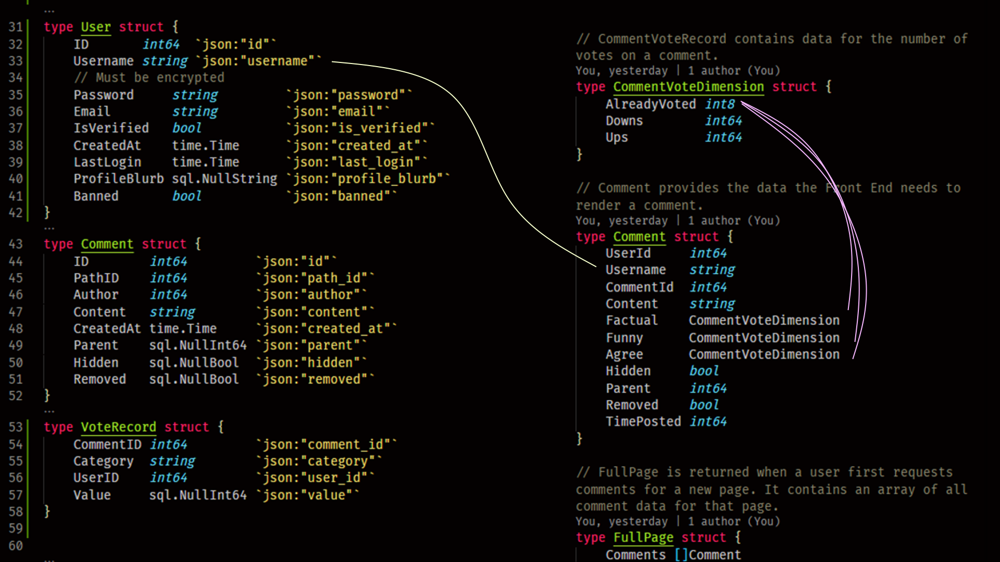 ...
31 type User struct {
32 ID int64 `json:"id"`
33 Username string `json:"username"`
34 // Must be encrypted
35 Password string `json:"password"`
36 Email string `json:"email"`
37 IsVerified bool `json:"is_verified"`
38 CreatedAt time.Time `json:"created_at"`
39 LastLogin time.Time `json:"last_login"`
40 ProfileBlurb sql.NullString `json:"profile_blurb"`
41 Banned bool `json:"banned"`
42 }
...
43 type Comment struct {
44 ID int64 `json:"id"`
45 PathID int64 `json:"path_id"`
46 Author int64 `json:"author"`
47 Content string `json:"content"`
48 CreatedAt time.Time `json:"created_at"`
49 Parent sql.NullInt64 `json:"parent"`
50 Hidden sql.NullBool `json:"hidden"`
51 Removed sql.NullBool `json:"removed"`
52 }
...
53 type VoteRecord struct {
54 CommentID int64 `json:"comment_id"`
55 Category string `json:"category"`
56 UserID int64 `json:"user_id"`
57 Value sql.NullInt64 `json:"value"`
58 }
59
60
...
// CommentVoteRecord contains data for the number of
votes on a comment.
You, yesterday | 1 author (You)
type CommentVoteDimension struct {
AlreadyVoted int8
Downs int64
Ups int64
}
// Comment provides the data the Front End needs to
render a comment.
You, yesterday | 1 author (You)
type Comment struct {
UserId int64
Username string
CommentId int64
Content string
Factual CommentVoteDimension
Funny CommentVoteDimension
Agree CommentVoteDimension
Hidden bool
Parent int64
Removed bool
TimePosted int64
}
// FullPage is returned when a user first requests
comments for a new page. It contains an array of all
comment data for that page.
You, yesterday | 1 author (You)
type FullPage struct {
Comments []Comment